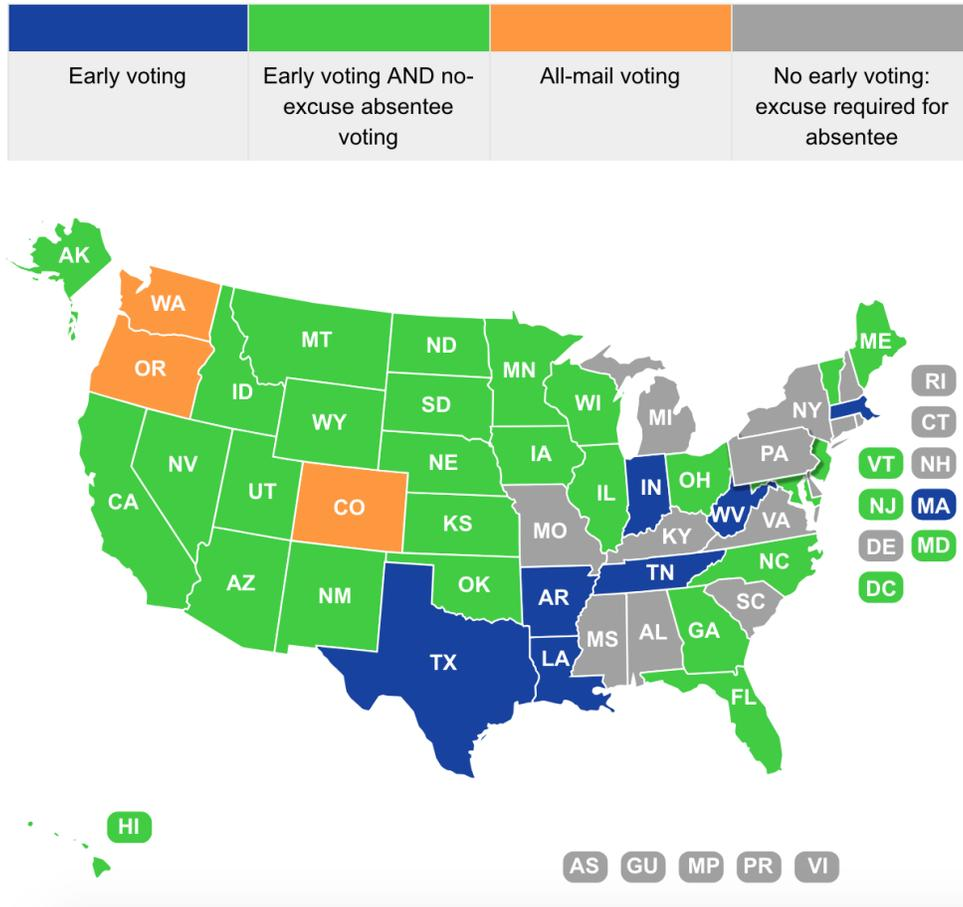 Early voting
Early voting AND no-
excuse absentee
voting
All-mail voting
No early voting:
excuse required for
absentee
AK
WA
OR
MT
ID
WY
ND
SD
NE
MN
WI
MI
NY
ME
RI
CT
VT
NH
NJ
MA
DE
MD
DC
NV
UT
CA
CO
KS
IA
IL
IN
OH
PA
WV
VA
MO
KY
AZ
NM
OK
AR
TN
NC
SC
MS
AL
GA
TX
LA
FL
HI
AS
GU
MP
PR
VI